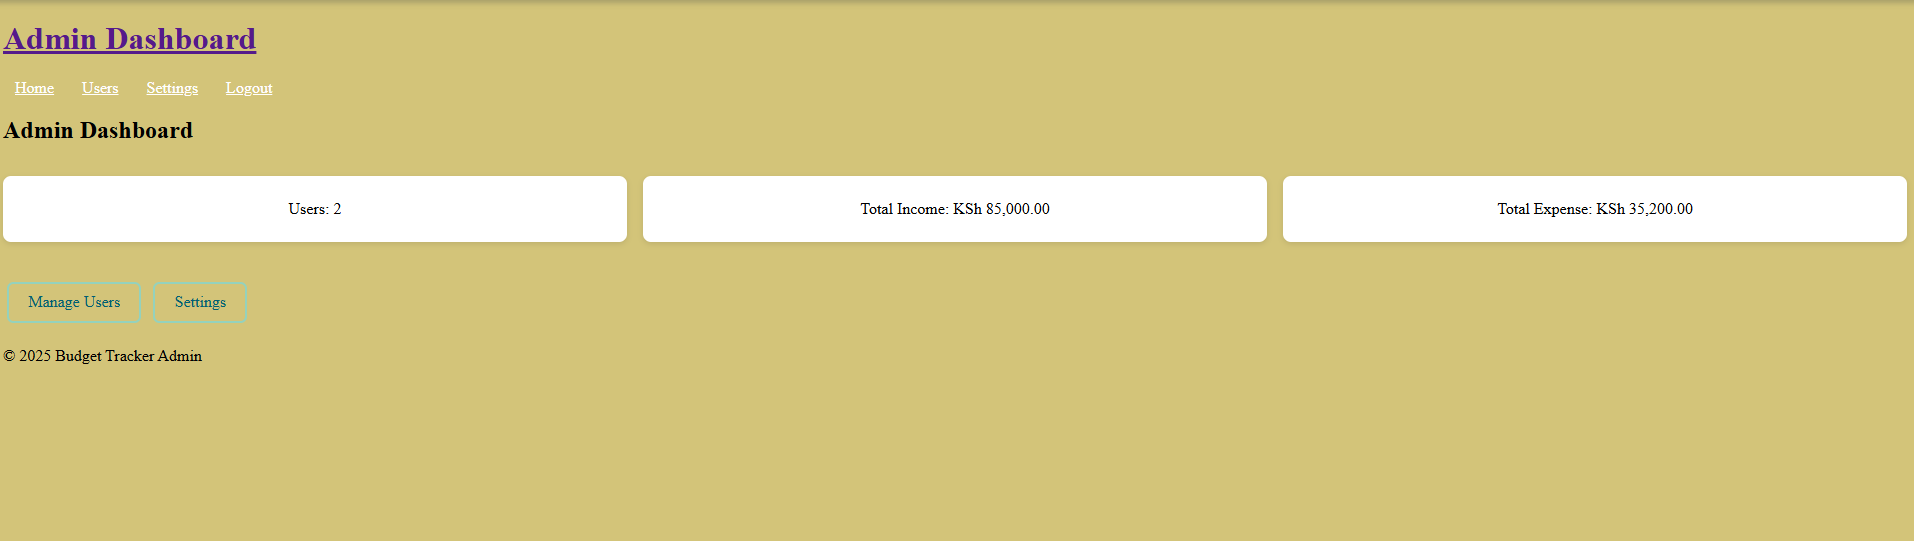 Admin Dashboard
Home Users Settings Logout
Admin Dashboard
Users: 2
Total Income: KSh 85,000.00
Total Expense: KSh 35,200.00
Manage Users Settings
© 2025 Budget Tracker Admin